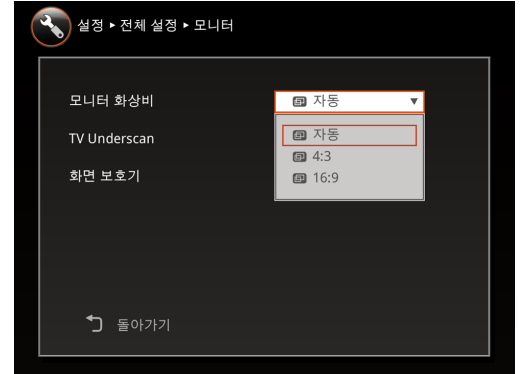 설정 ▸ 전체 설정 ▸ 모니터
모니터 화상비
자동
TV Underscan
자동
4:3
화면 보호기
16:9
돌아가기